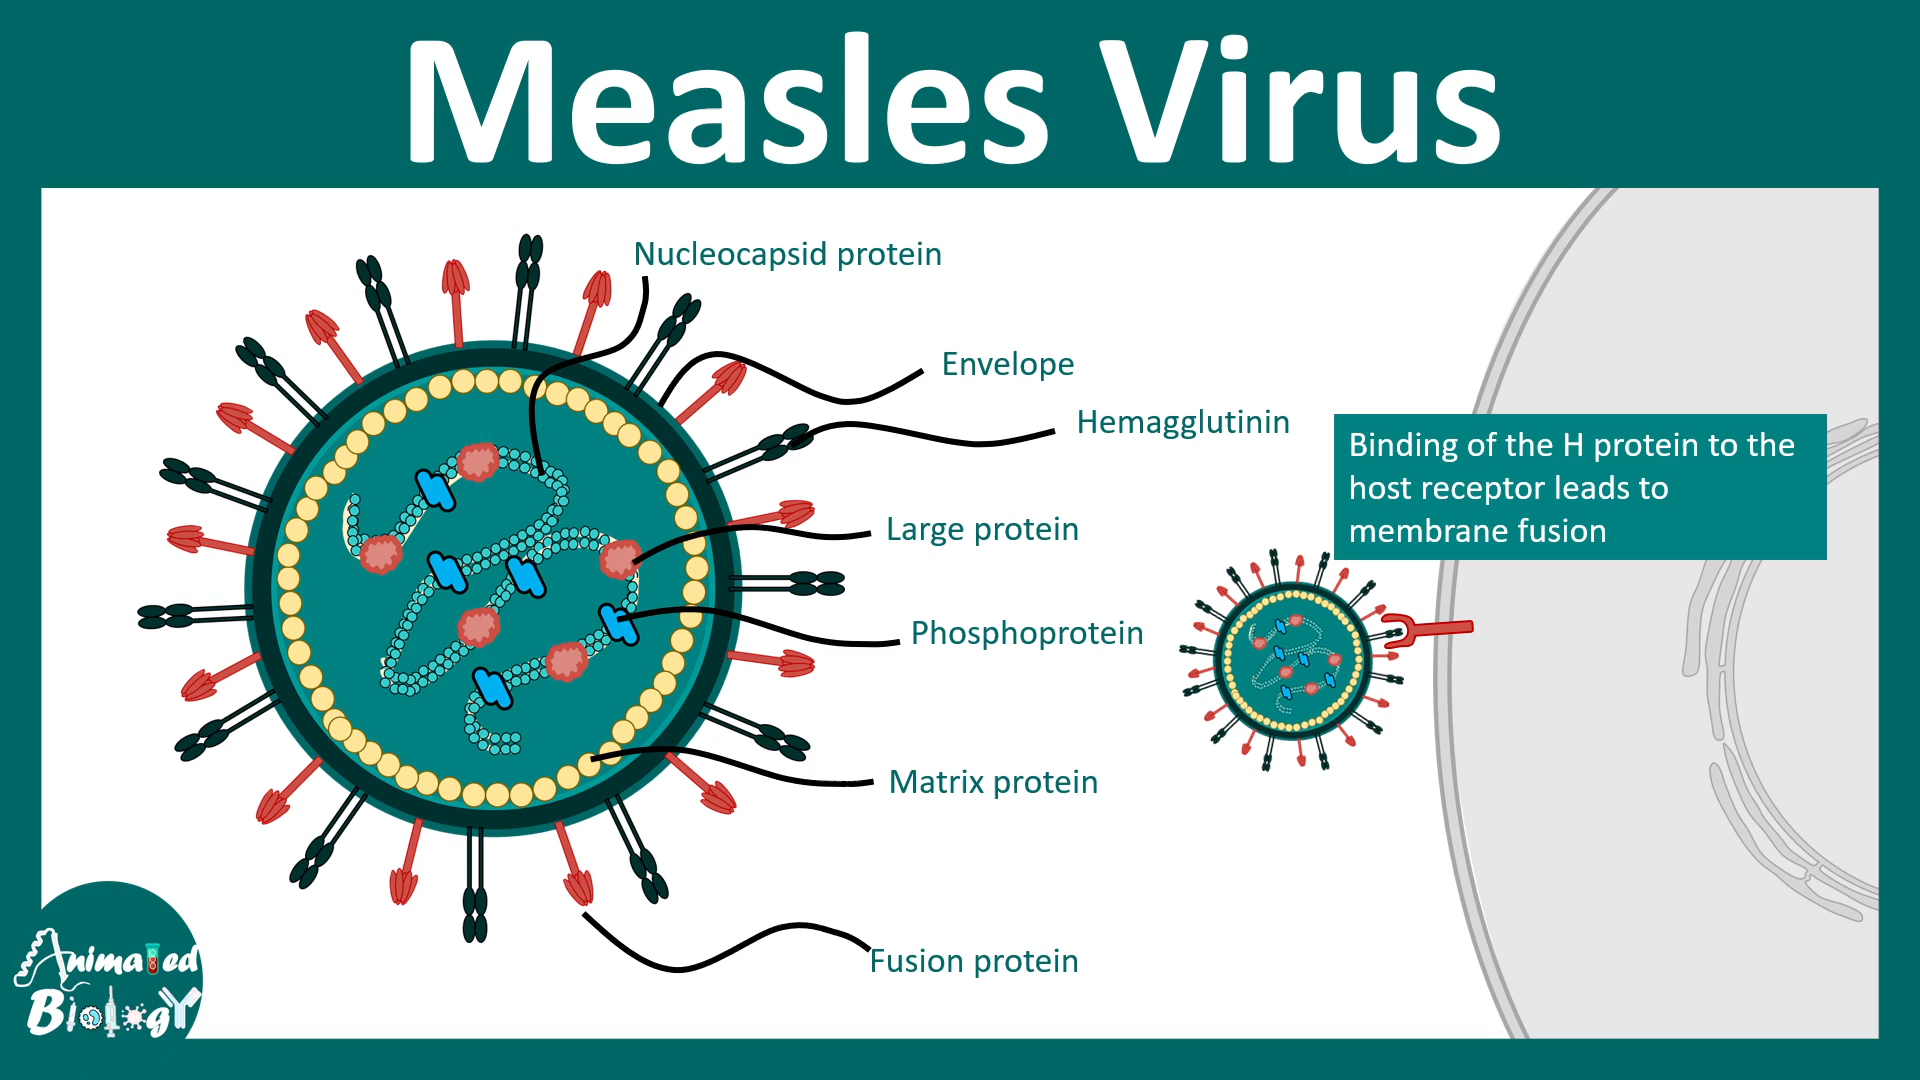 Measles Virus
Nucleocapsid protein
Envelope
Hemagglutinin
Binding of the H protein to the
host receptor leads to
membrane fusion
Large protein
Phosphoprotein
Matrix protein
Fusion protein
Animated
Biology